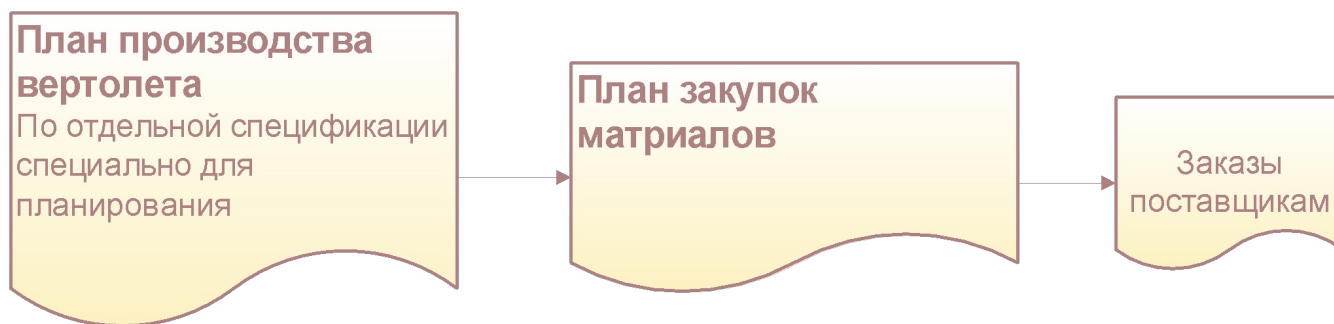 План производства
вертолета
По отдельной спецификации
специально для
планирования
План закупок
матриалов
Заказы
поставщикам